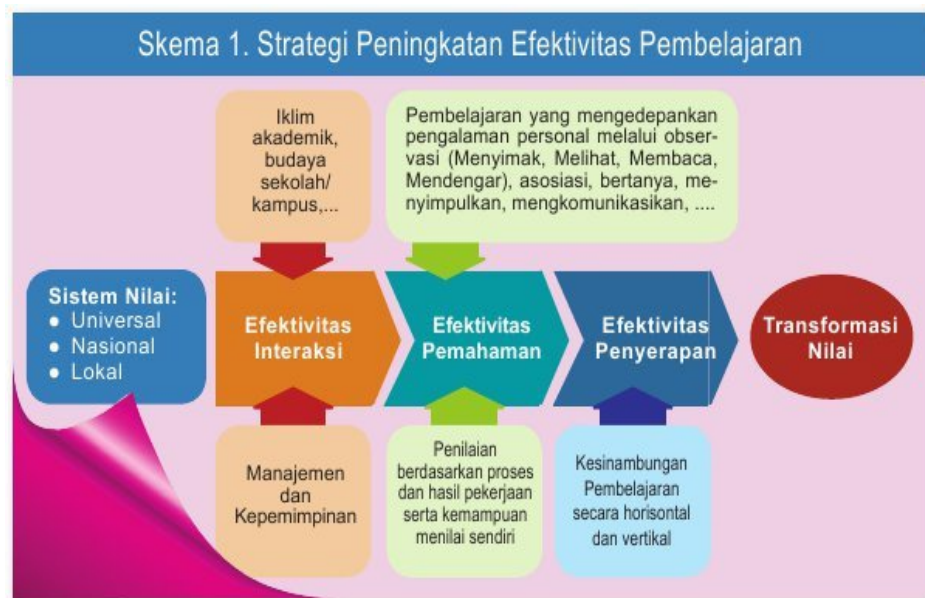 Skema 1. Strategi Peningkatan Efektivitas Pembelajaran
Iklim
akademik,
budaya
sekolah/
kampus,...
Pembelajaran yang mengedepankan
pengalaman personal melalui obser-
vasi (Menyimak, Melihat, Membaca,
Mendengar), asosiasi, bertanya, me-
nyimpulkan, mengkomunikasikan, ....
Sistem Nilai:
● Universal
● Nasional
● Lokal
Efektivitas
Interaksi
Efektivitas
Pemahaman
Efektivitas
Penyerapan
Transformasi
Nilai
Manajemen
dan
Kepemimpinan
Penilaian
berdasarkan proses
dan hasil pekerjaan
serta kemampuan
menilai sendiri
Kesinambungan
Pembelajaran
secara horisontal
dan vertikal